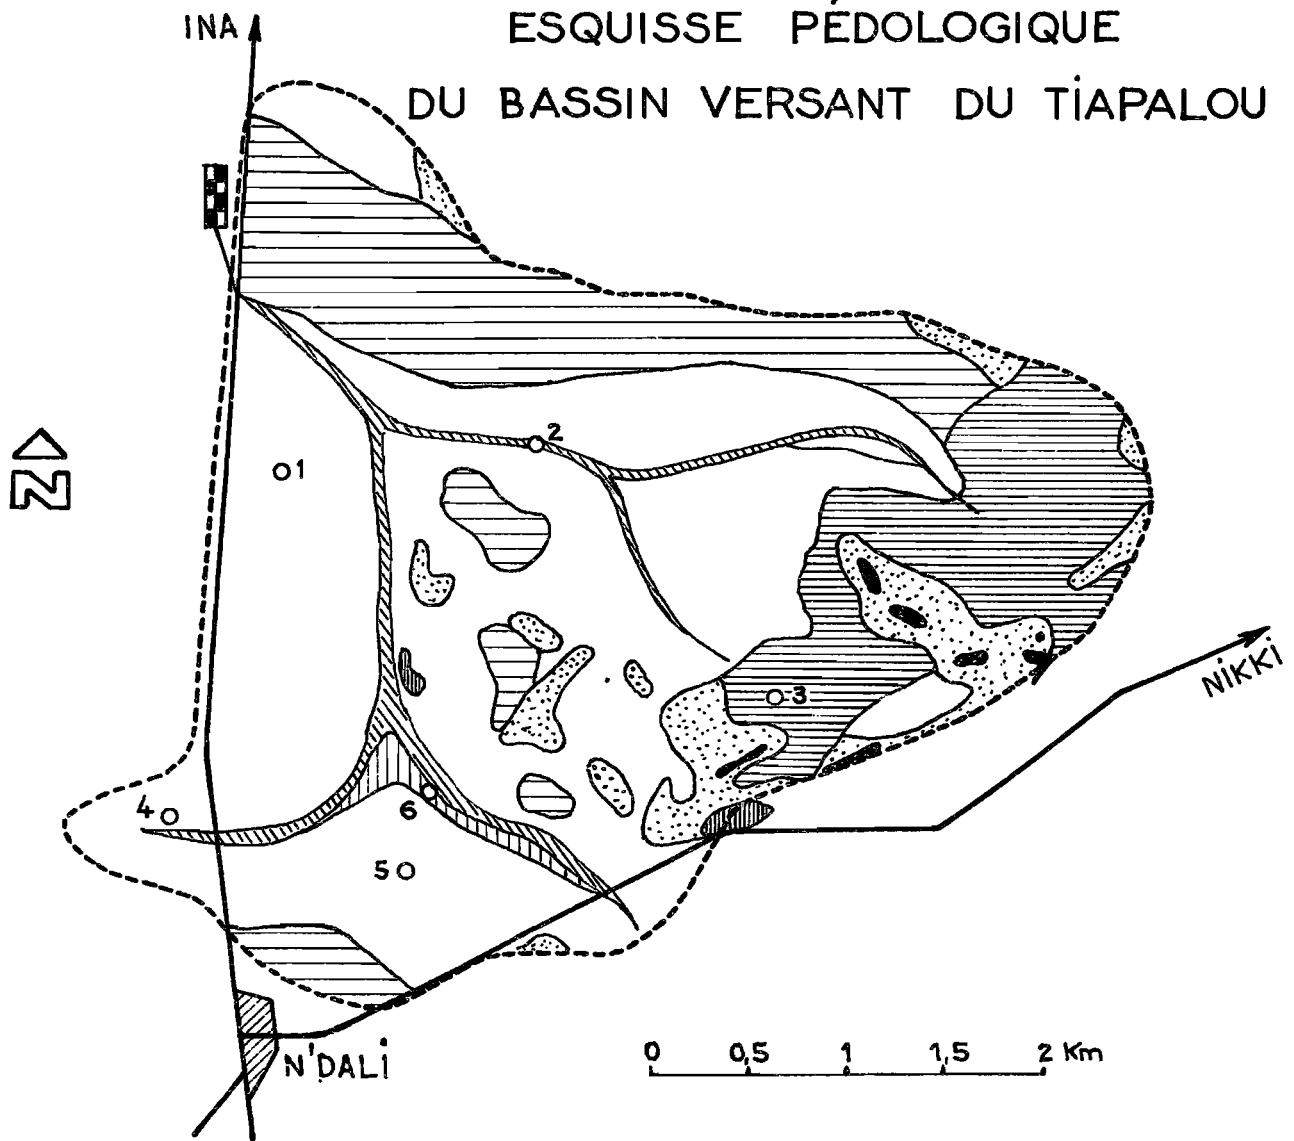 INA
ESQUISSE PÉDOLOGIQUE
DU BASSIN VERSANT DU TIAPALOU
N
2
1
3
NIKKI
4
6
5
N'DALI
0 0,5 1 1,5 2 Km